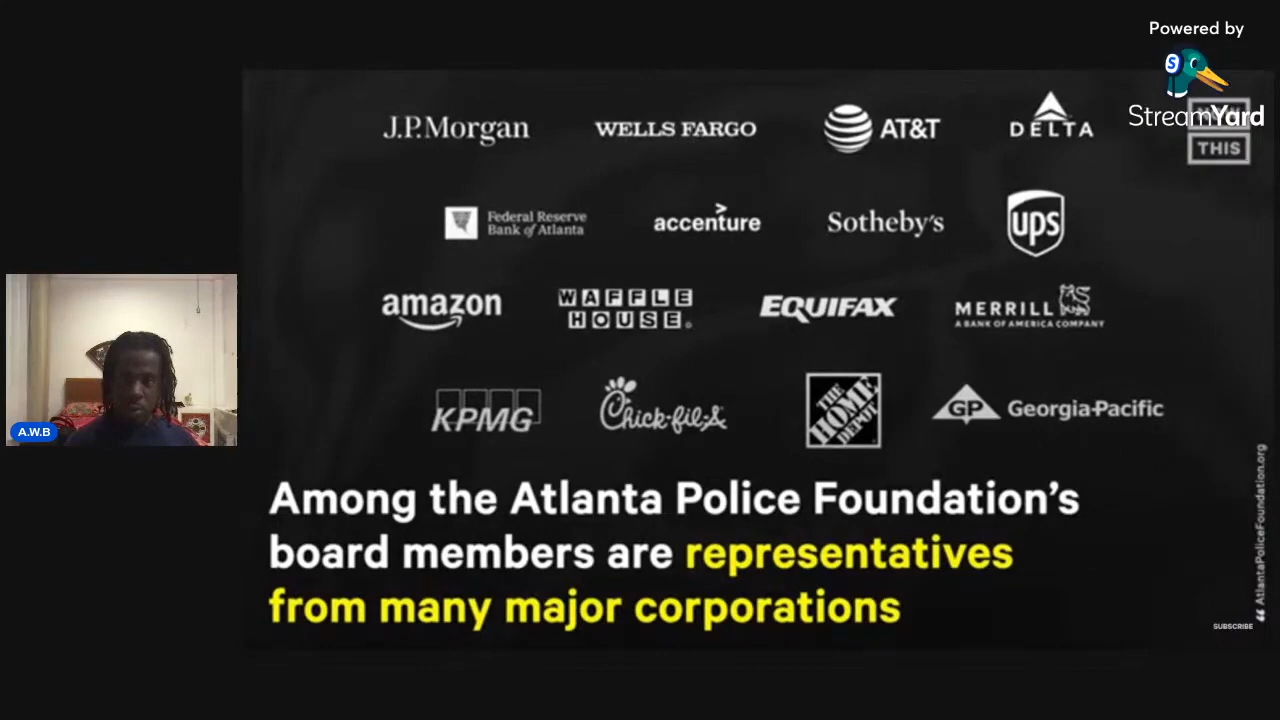 Powered by
StreamYard
THIS
J.P.Morgan
WELLS FARGO
AT&T
DELTA
Federal Reserve
Bank of Atlanta
accenture
Sotheby's
ups
amazon
WAFFLE
HOUSE
EQUIFAX
MERRILL
A BANK OF AMERICA COMPANY
KPMG
Chick-fil-A
THE
HOME
DEPOT
GP Georgia-Pacific
A.W.B
Among the Atlanta Police Foundation's
board members are representatives
from many major corporations
SUBSCRIBE
AtlantaPoliceFoundation.org